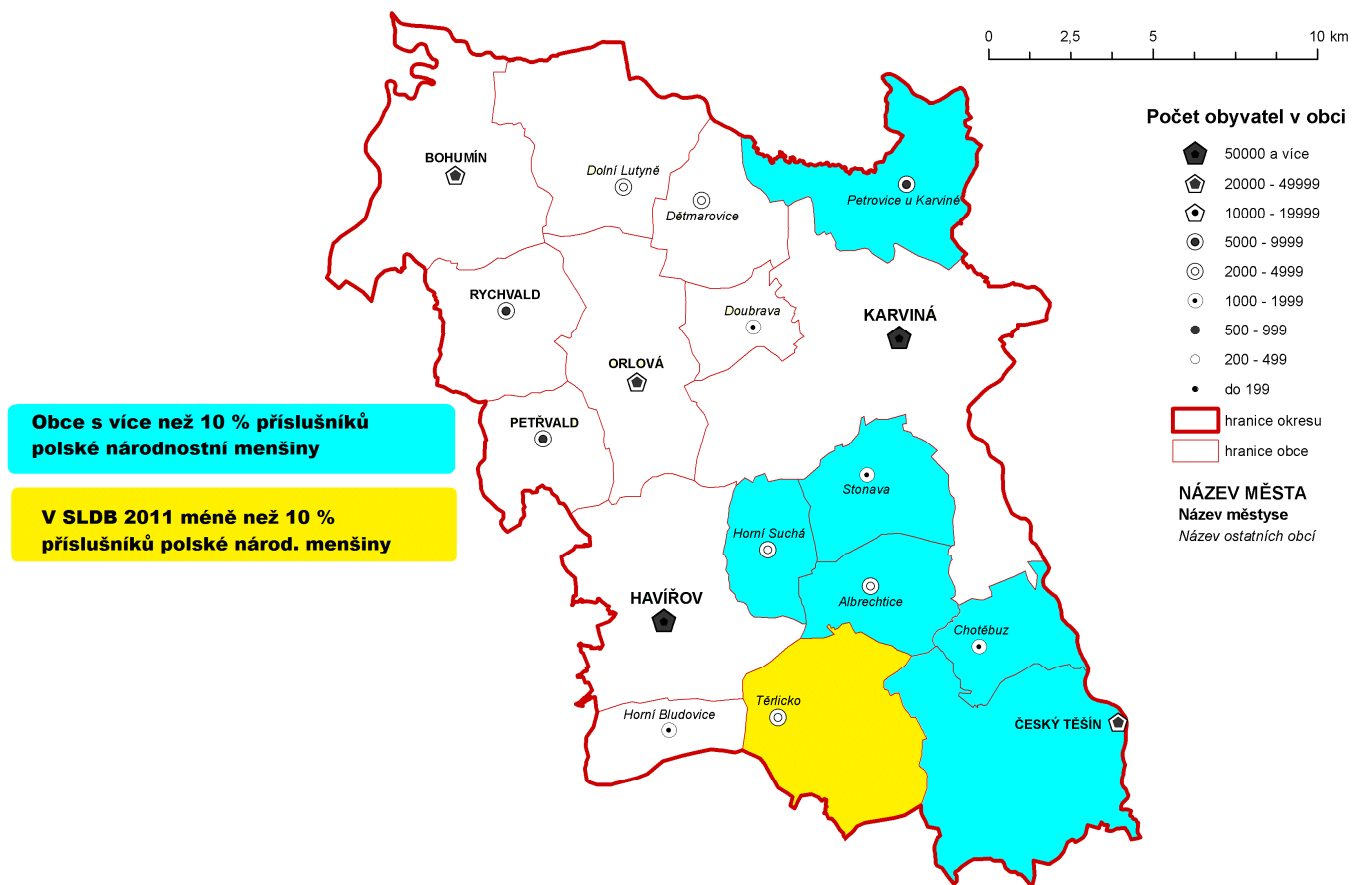 0 2,5 5 10 km
Počet obyvatel v obci
50000 a více
20000 - 49999
10000 - 19999
5000 - 9999
2000 - 4999
1000 - 1999
500 - 999
200 - 499
do 199
hranice okresu
hranice obce
NÁZEV MĚSTA
Název městyse
Název ostatních obcí
BOHUMÍN
Dolní Lutyně
Dětmarovice
Petrovice u Karviné
RYCHVALD
Doubrava
KARVINÁ
ORLOVÁ
PETŘVALD
Obce s více než 10 % příslušníků
polské národnostní menšiny
V SLDB 2011 méně než 10 %
příslušníků polské národ. menšiny
Stonava
Horní Suchá
HAVÍŘOV
Albrechtice
Chotěbuz
Těrlicko
Horní Bludovice
ČESKÝ TĚŠÍN